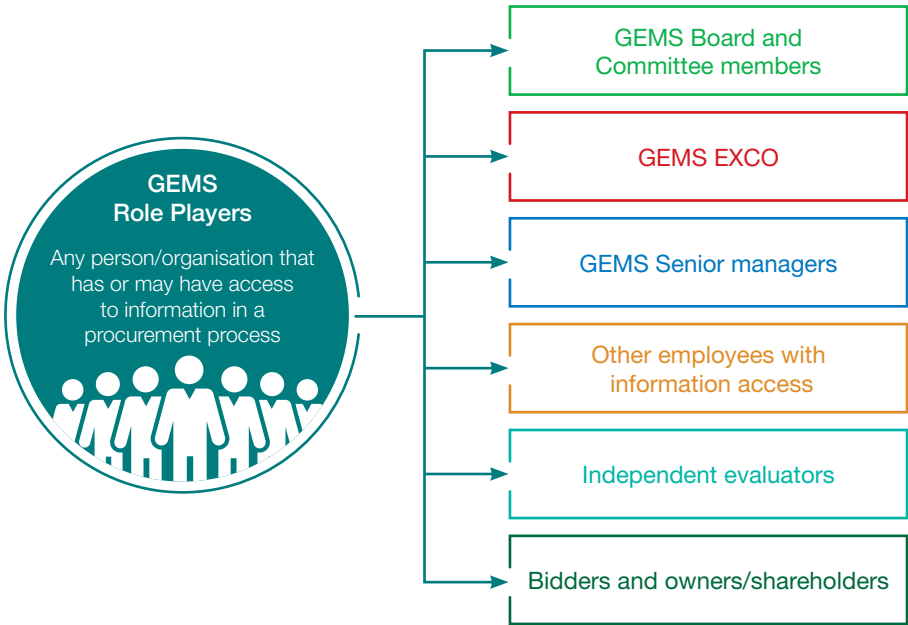 GEMS
Role Players
Any person/organisation that
has or may have access
to information in a
procurement process
GEMS Board and
Committee members
GEMS EXCO
GEMS Senior managers
Other employees with
information access
Independent evaluators
Bidders and owners/shareholders